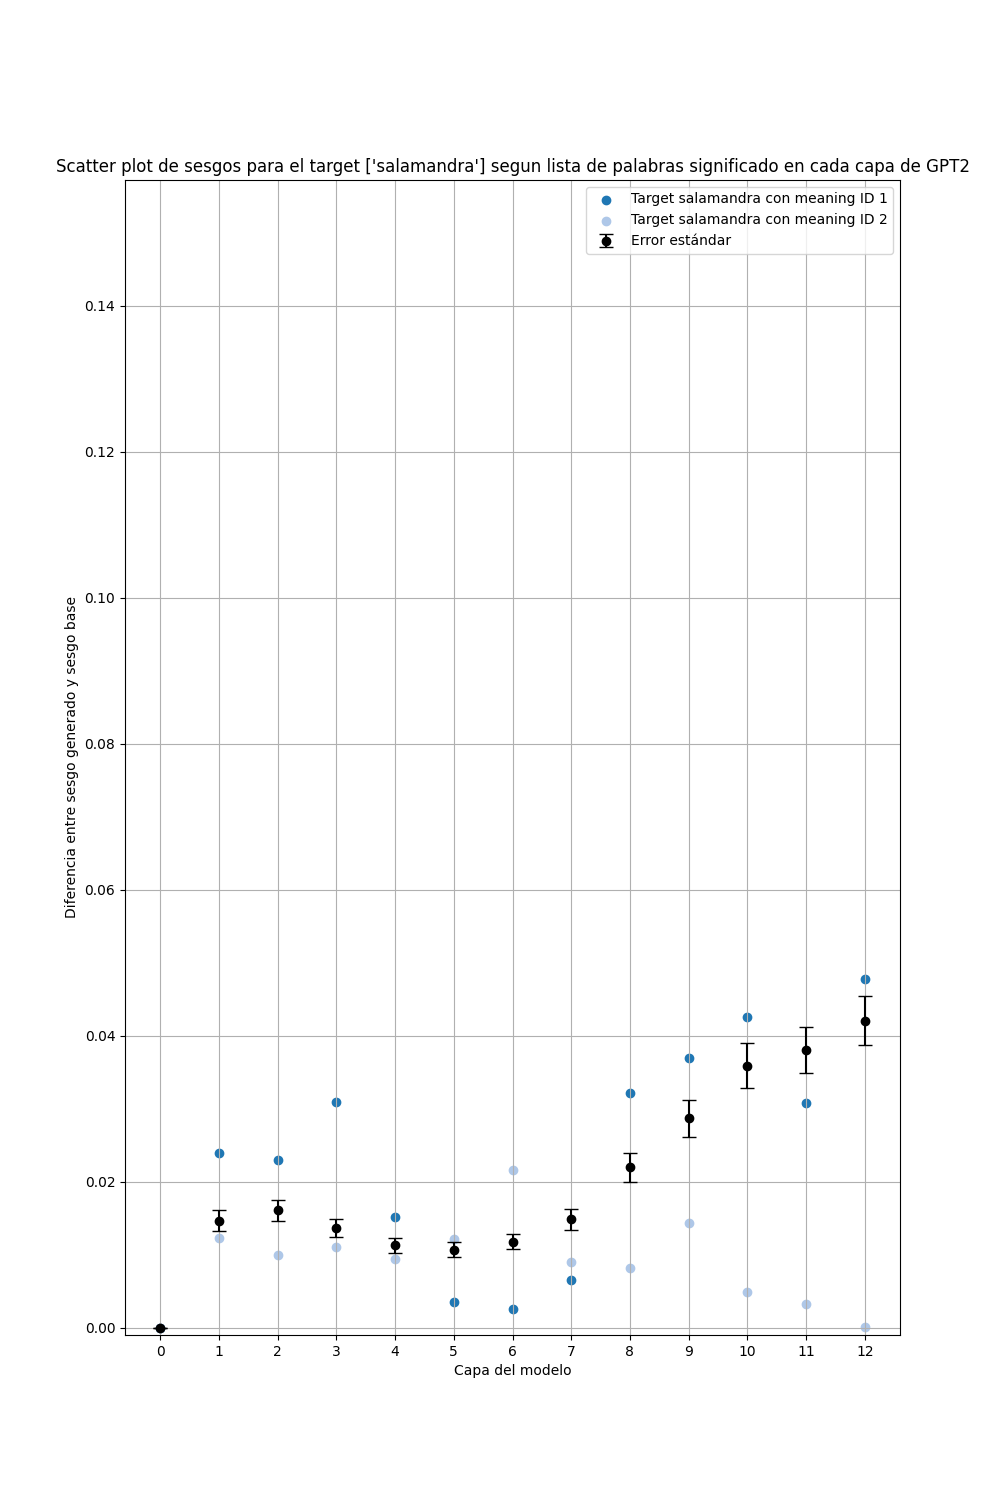 Scatter plot de sesgos para el target ['salamandra'] segun lista de palabras significado en cada capa de GPT2
Target salamandra con meaning ID 1
Target salamandra con meaning ID 2
Error estándar
0.14
0.12
0.10
0.08
0.06
0.04
0.02
0.00
Diferencia entre sesgo generado y sesgo base
0 1 2 3 4 5 6 7 8 9 10 11 12
Capa del modelo